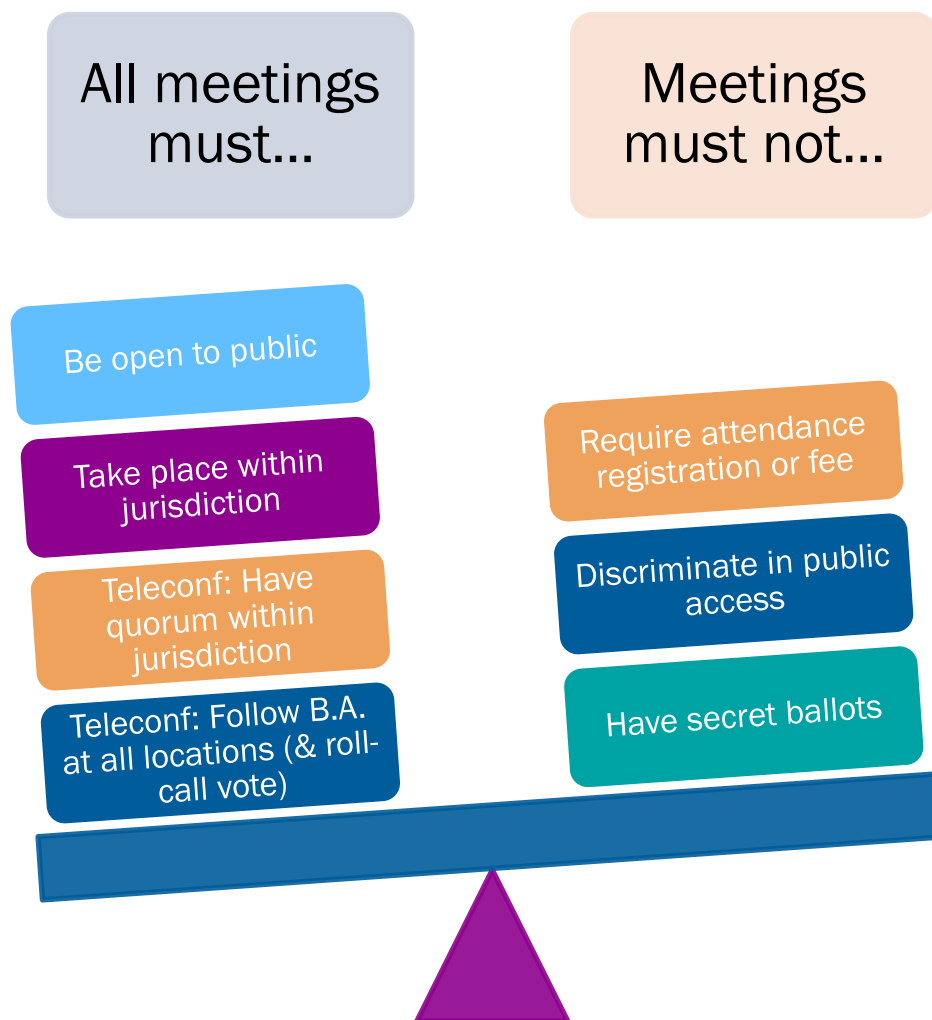 All meetings
must...
Meetings
must not...
Be open to public
Take place within
jurisdiction
Teleconf: Have
quorum within
jurisdiction
Teleconf: Follow B.A.
at all locations (& roll-
call vote)
Require attendance
registration or fee
Discriminate in public
access
Have secret ballots